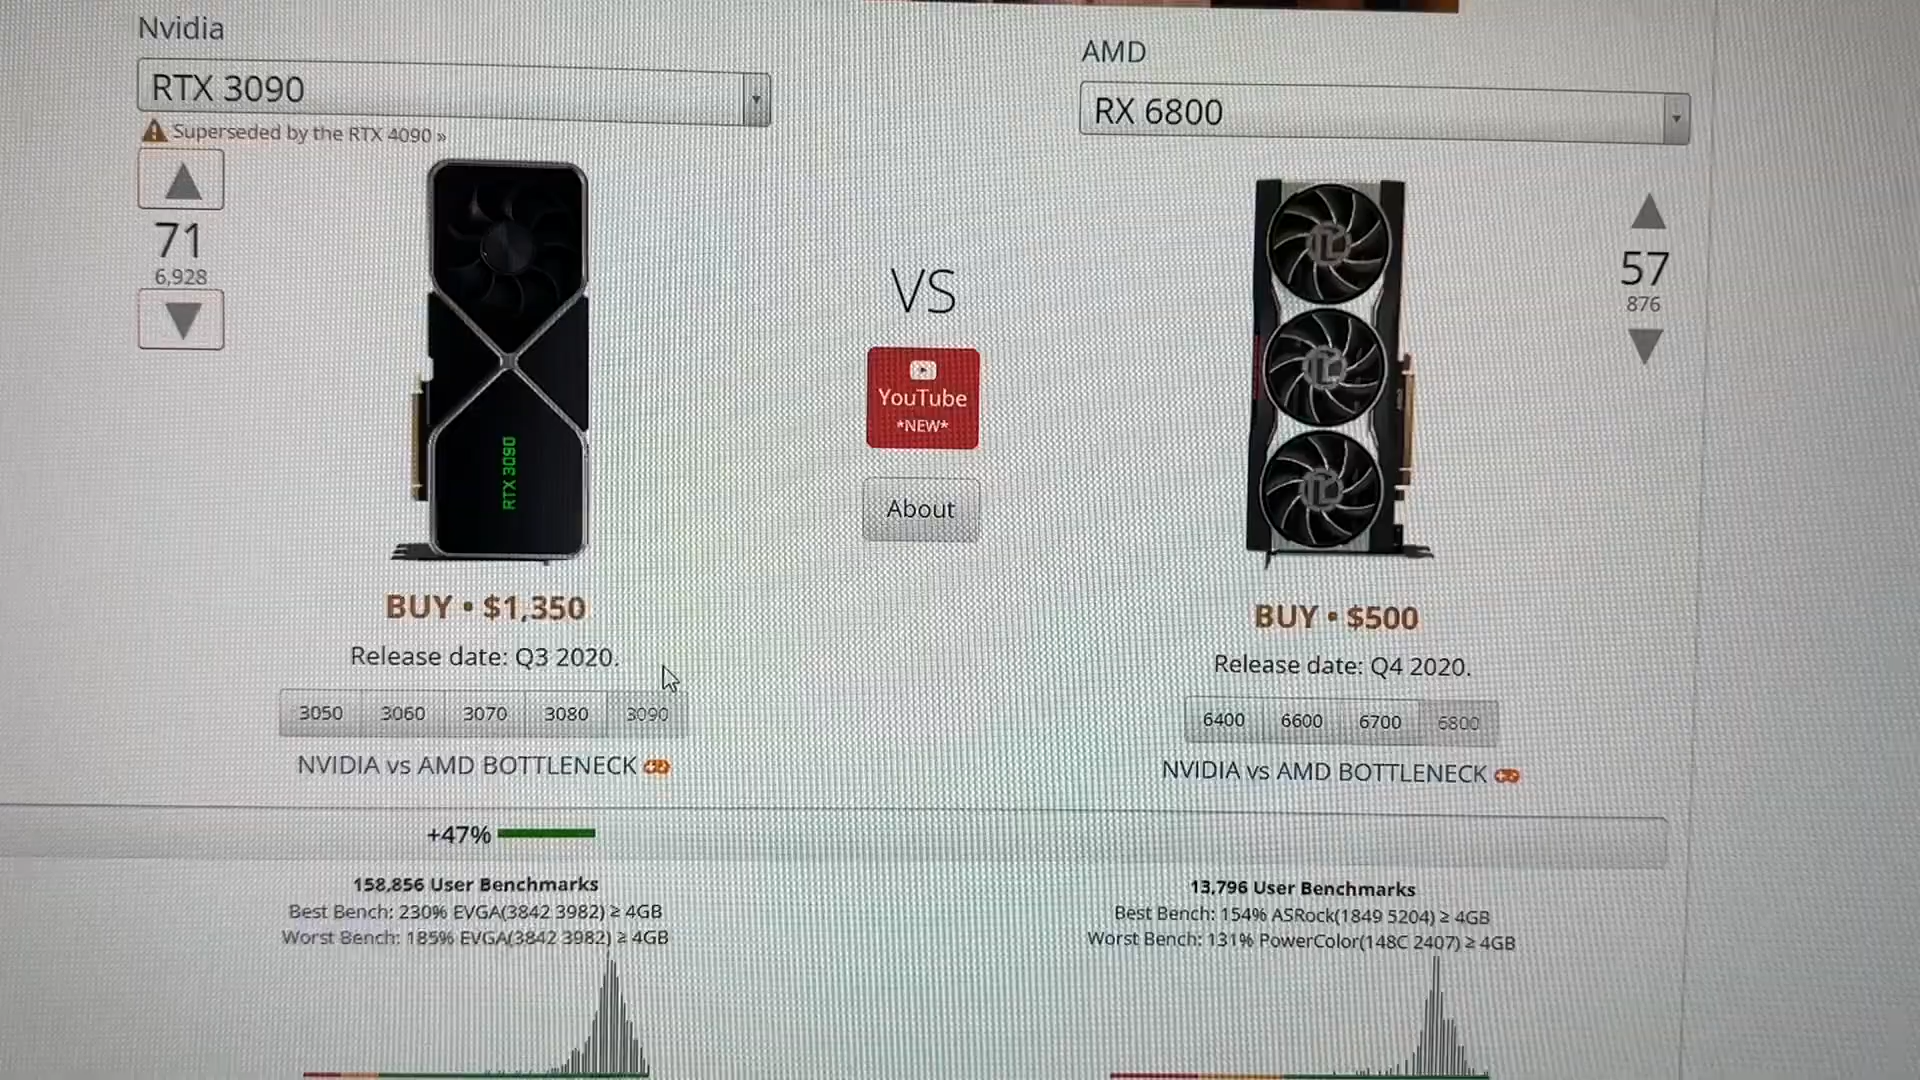 Nvidia
RTX 3090
Superseded by the RTX 4090 »
71
6,928
RTX 3090
BUY • $1,350
Release date: Q3 2020.
3050 3060 3070 3080 3090
NVIDIA vs AMD BOTTLENECK
VS
YouTube
*NEW*
About
AMD
RX 6800
57
876
BUY • $500
Release date: Q4 2020.
6400 6600 6700 6800
NVIDIA vs AMD BOTTLENECK
+47%
158,856 User Benchmarks
Best Bench: 230% EVGA(3842 3982) ≥ 4GB
Worst Bench: 185% EVGA(3842 3982) ≥ 4GB
13,796 User Benchmarks
Best Bench: 154% ASRock(1849 5204) ≥ 4GB
Worst Bench: 131% PowerColor(148C 2407) ≥ 4GB